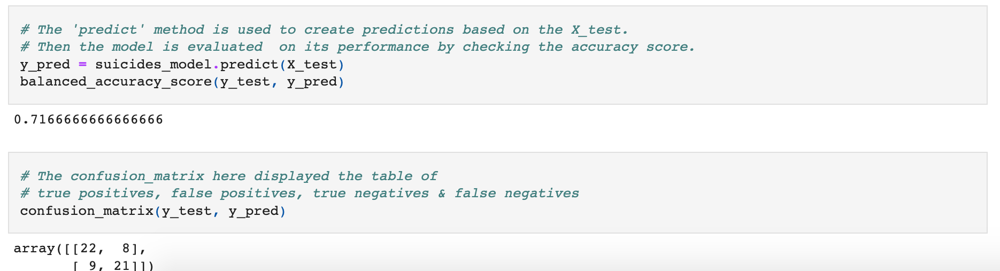 # The 'predict' method is used to create predictions based on the X_test.
# Then the model is evaluated  on its performance by checking the accuracy score.
y_pred = suicides_model.predict(X_test)
balanced_accuracy_score(y_test, y_pred)
0.7166666666666666
# The confusion_matrix here displayed the table of
# true positives, false positives, true negatives & false negatives
confusion_matrix(y_test, y_pred)
array([[22,  8],
       [ 9, 21]])